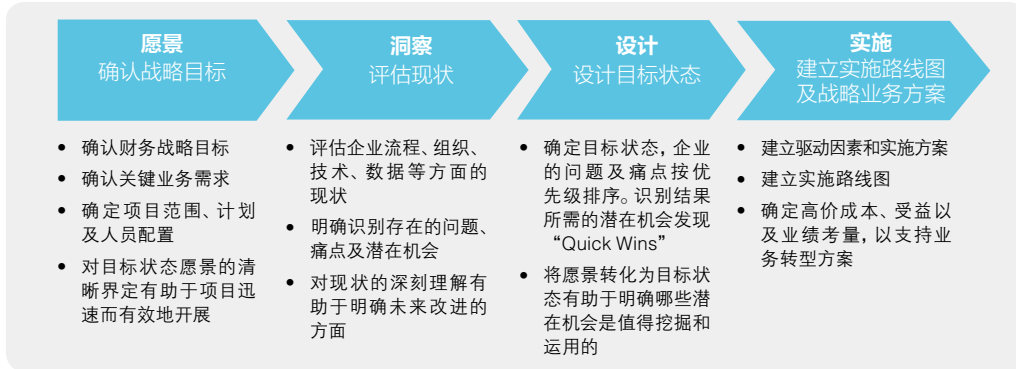 愿景
确认战略目标
洞察
评估现状
设计
设计目标状态
实施
建立实施路线图
及战略业务方案
• 确认财务战略目标
• 确认关键业务需求
• 确定项目范围、计划
及人员配置
• 对目标状态愿景的清
晰界定有助于项目迅
速而有效地开展
• 评估企业流程、组织、
技术、数据等方面的
现状
• 明确识别存在的问题、
痛点及潜在机会
• 对现状的深刻理解有
助于明确未来改进的
方面
• 确定目标状态，企业
的问题及痛点按优
先级排序。识别结果
所需的潜在机会发现
“Quick Wins”
• 将愿景转化为目标状
态有助于明确哪些潜
在机会是值得挖掘和
运用的
• 建立驱动因素和实施方案
• 建立实施路线图
• 确定高价成本、受益以
及业绩考量，以支持业
务转型方案